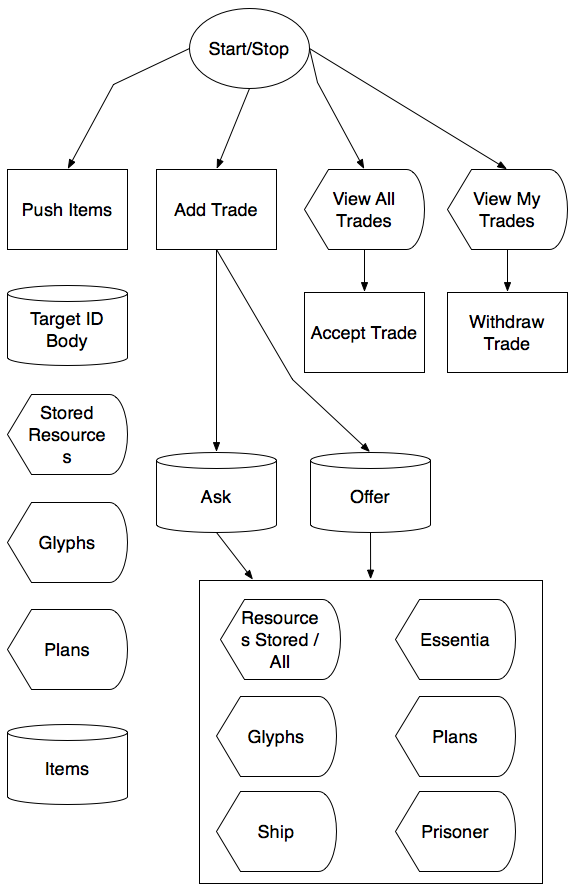 Start/Stop
Push Items
Add Trade
View All
Trades
View My
Trades
Target ID
Body
Accept Trade
Withdraw
Trade
Stored
Resource
s
Ask
Offer
Glyphs
Plans
Items
Resource
s Stored /
All
Essentia
Glyphs
Plans
Ship
Prisoner